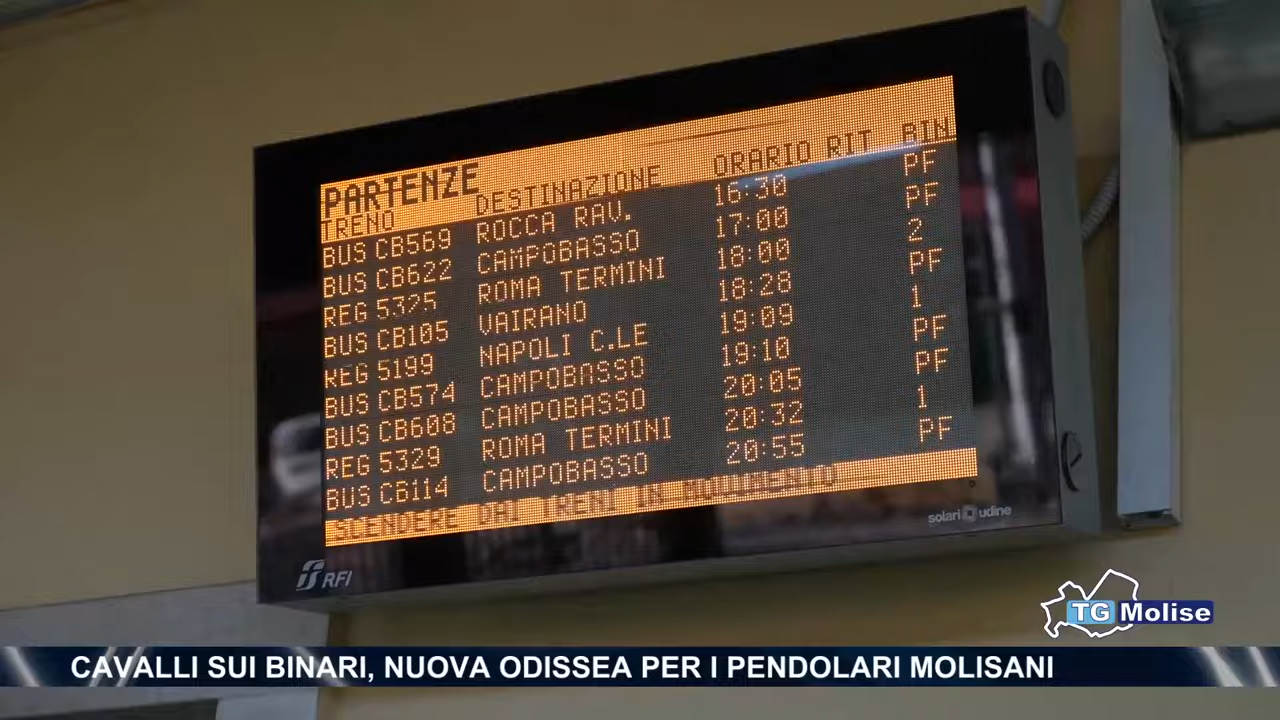 PARTENZE
TRENO DESTINAZIONE ORARIO RIT BIN
BUS CB569 ROCCA RAV. 16:30 PF
BUS CB622 CAMPOBASSO 17:00 PF
REG 5325 ROMA TERMINI 18:00 2
BUS CB105 VAIRANO 18:28 PF
REG 5199 NAPOLI C.LE 19:09 1
BUS CB574 CAMPOBASSO 19:10 PF
BUS CB608 CAMPOBASSO 20:05 PF
REG 5329 ROMA TERMINI 20:32 1
BUS CB114 CAMPOBASSO 20:55 PF
SCENDERE DAI TRENI IN MOVIMENTO
solari udine
RFI
TG Molise
CAVALLI SUI BINARI, NUOVA ODISSEA PER I PENDOLARI MOLISANI